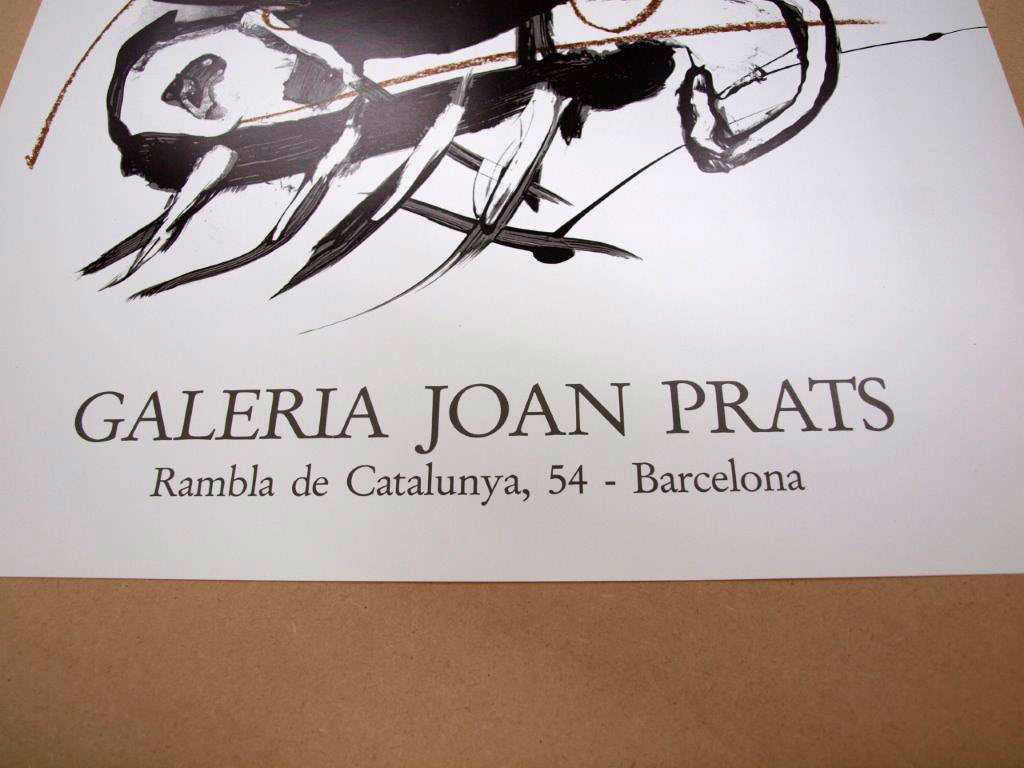 GALERIA JOAN PRATS
Rambla de Catalunya, 54 - Barcelona